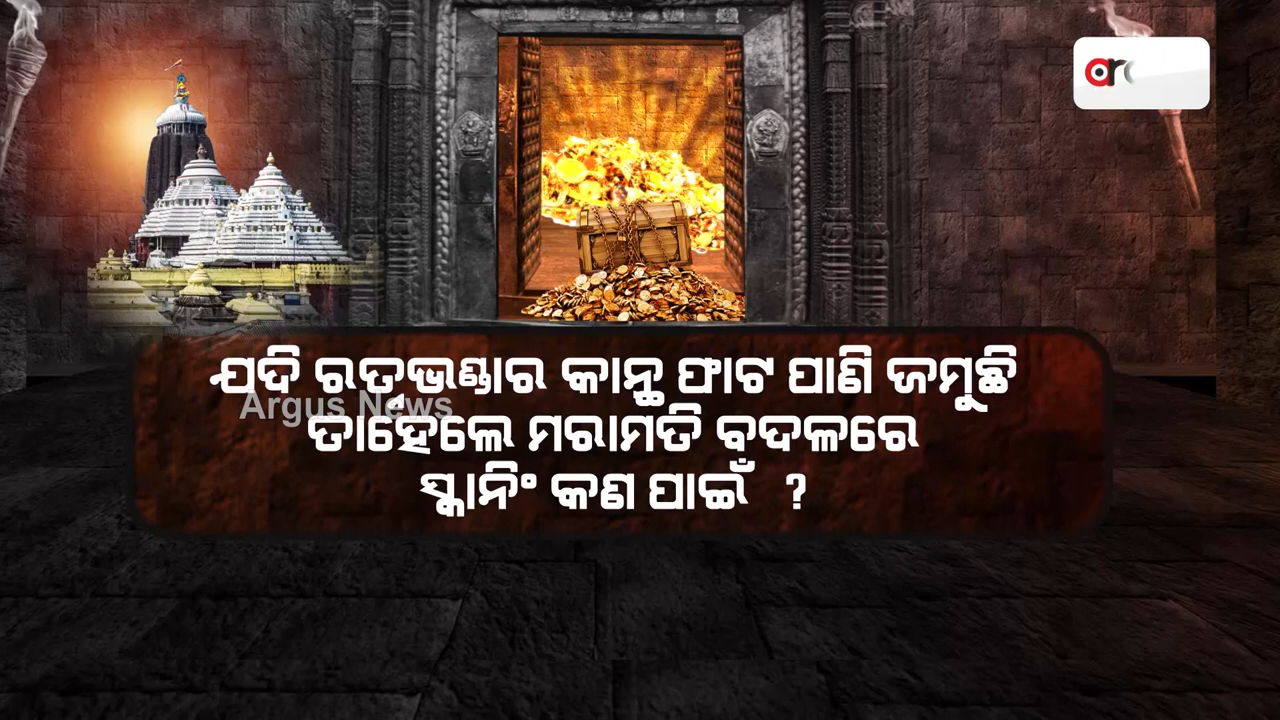 ଯଦି ରତ୍ନଭଣ୍ଡାର କାନ୍ଥ ଫାଟ ପାଣି ଜମୁଛି
Argus News
ତାହେଲେ ମରାମତି ବଦଳରେ
ସ୍କାନିଂ କଣ ପାଇଁ ?